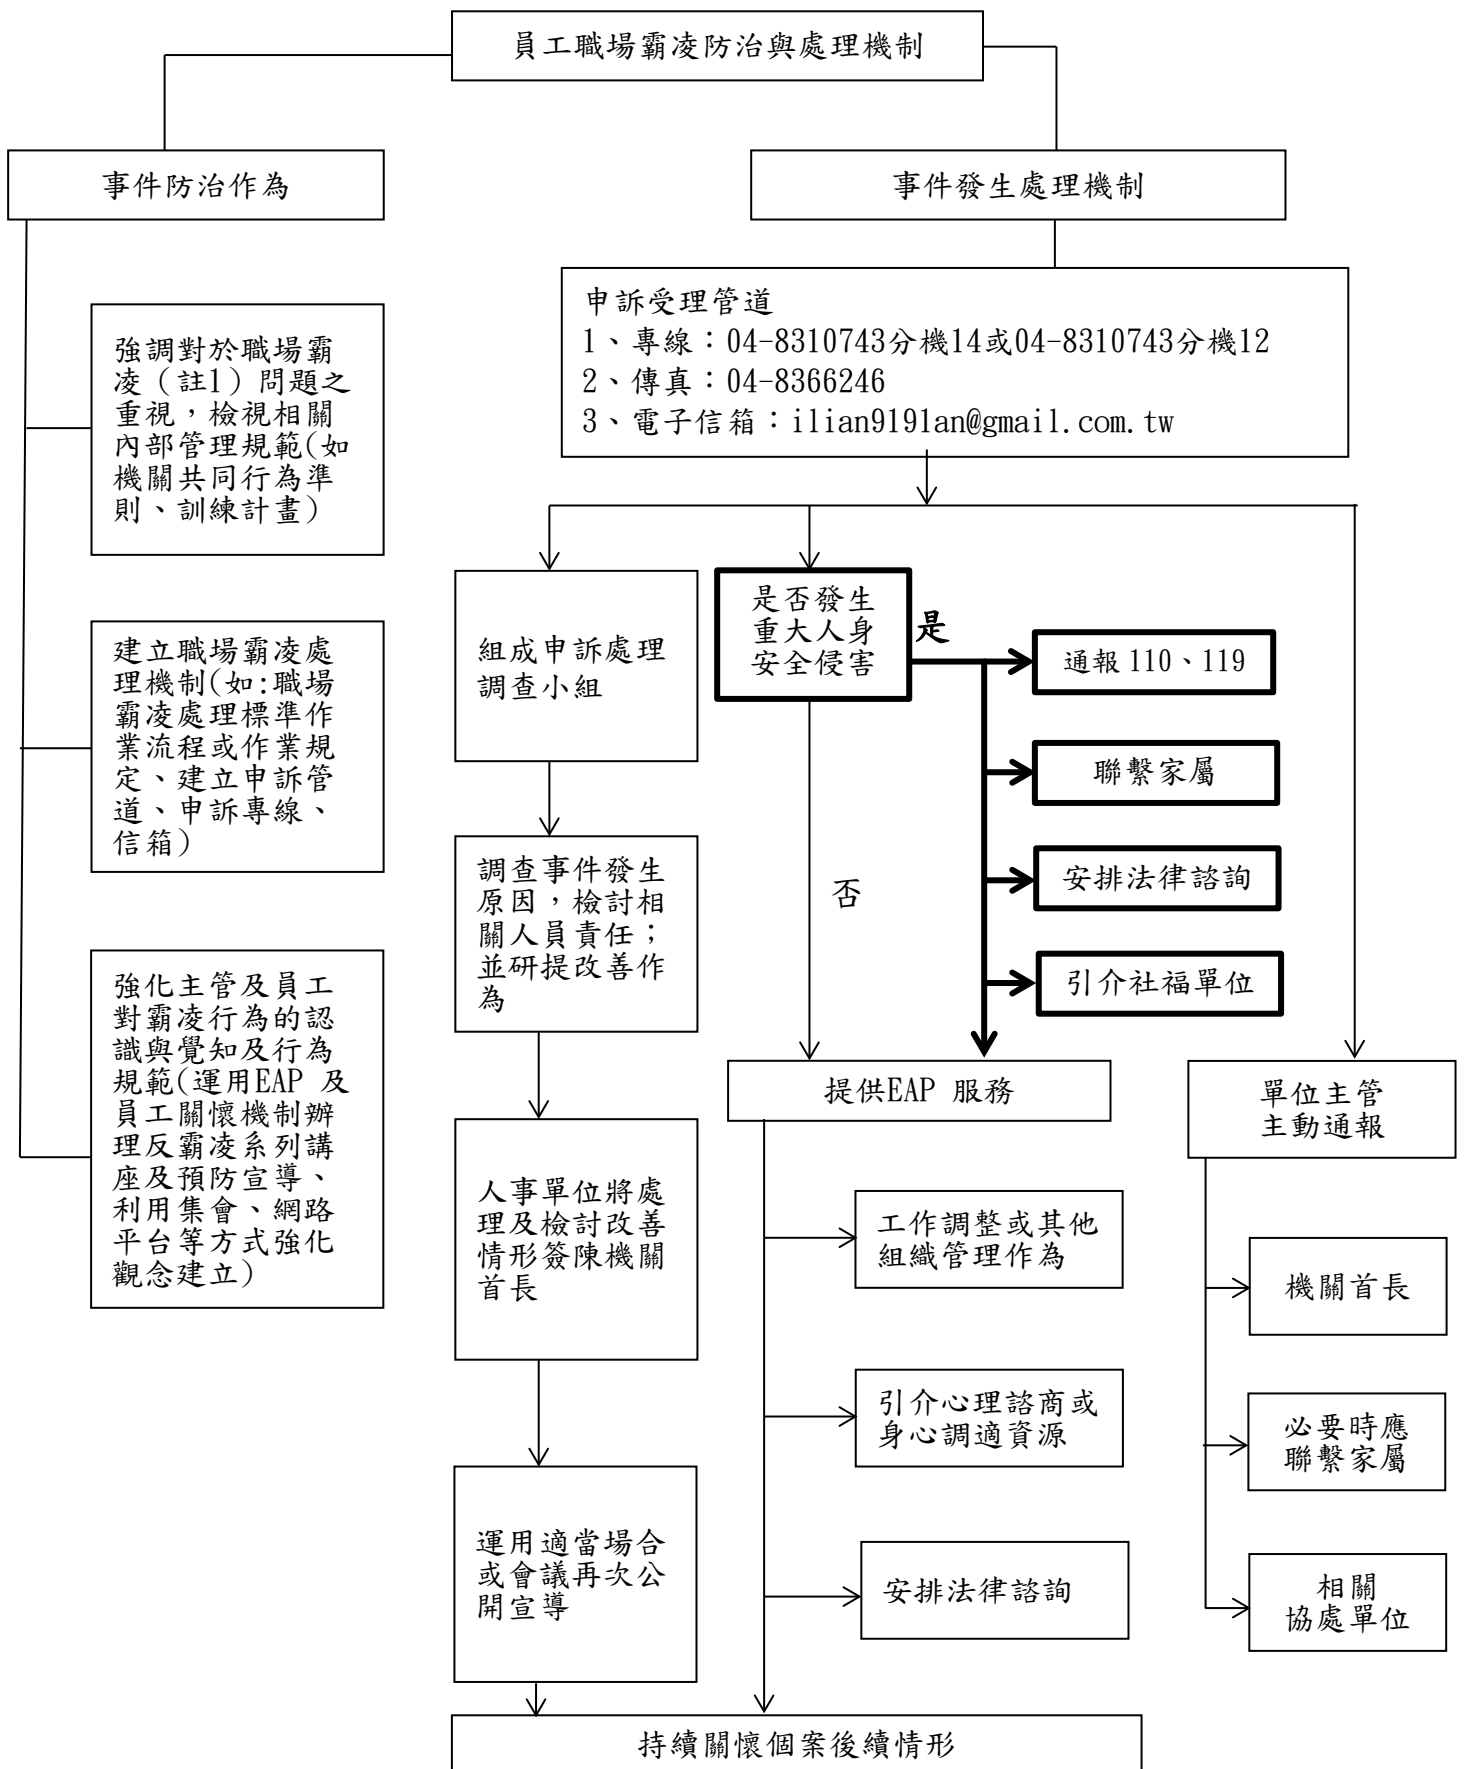 員工職場霸凌防治與處理機制
事件防治作為
事件發生處理機制
強調對於職場霸
凌（註1）問題之
重視，檢視相關
內部管理規範(如
機關共同行為準
則、訓練計畫)
建立職場霸凌處
理機制(如:職場
霸凌處理標準作
業流程或作業規
定、建立申訴管
道、申訴專線、
信箱)
強化主管及員工
對霸凌行為的認
識與覺知及行為
規範(運用EAP 及
員工關懷機制辦
理反霸凌系列講
座及預防宣導、
利用集會、網路
平台等方式強化
觀念建立)
申訴受理管道
1、專線：04-8310743分機14或04-8310743分機12
2、傳真：04-8366246
3、電子信箱：ilian9191an@gmail.com.tw
組成申訴處理
調查小組
調查事件發生
原因，檢討相
關人員責任；
並研提改善作
為
人事單位將處
理及檢討改善
情形簽陳機關
首長
運用適當場合
或會議再次公
開宣導
是否發生
重大人身
安全侵害
是
否
通報 110、119
聯繫家屬
安排法律諮詢
引介社福單位
提供EAP 服務
工作調整或其他
組織管理作為
引介心理諮商或
身心調適資源
安排法律諮詢
單位主管
主動通報
機關首長
必要時應
聯繫家屬
相關
協處單位
持續關懷個案後續情形